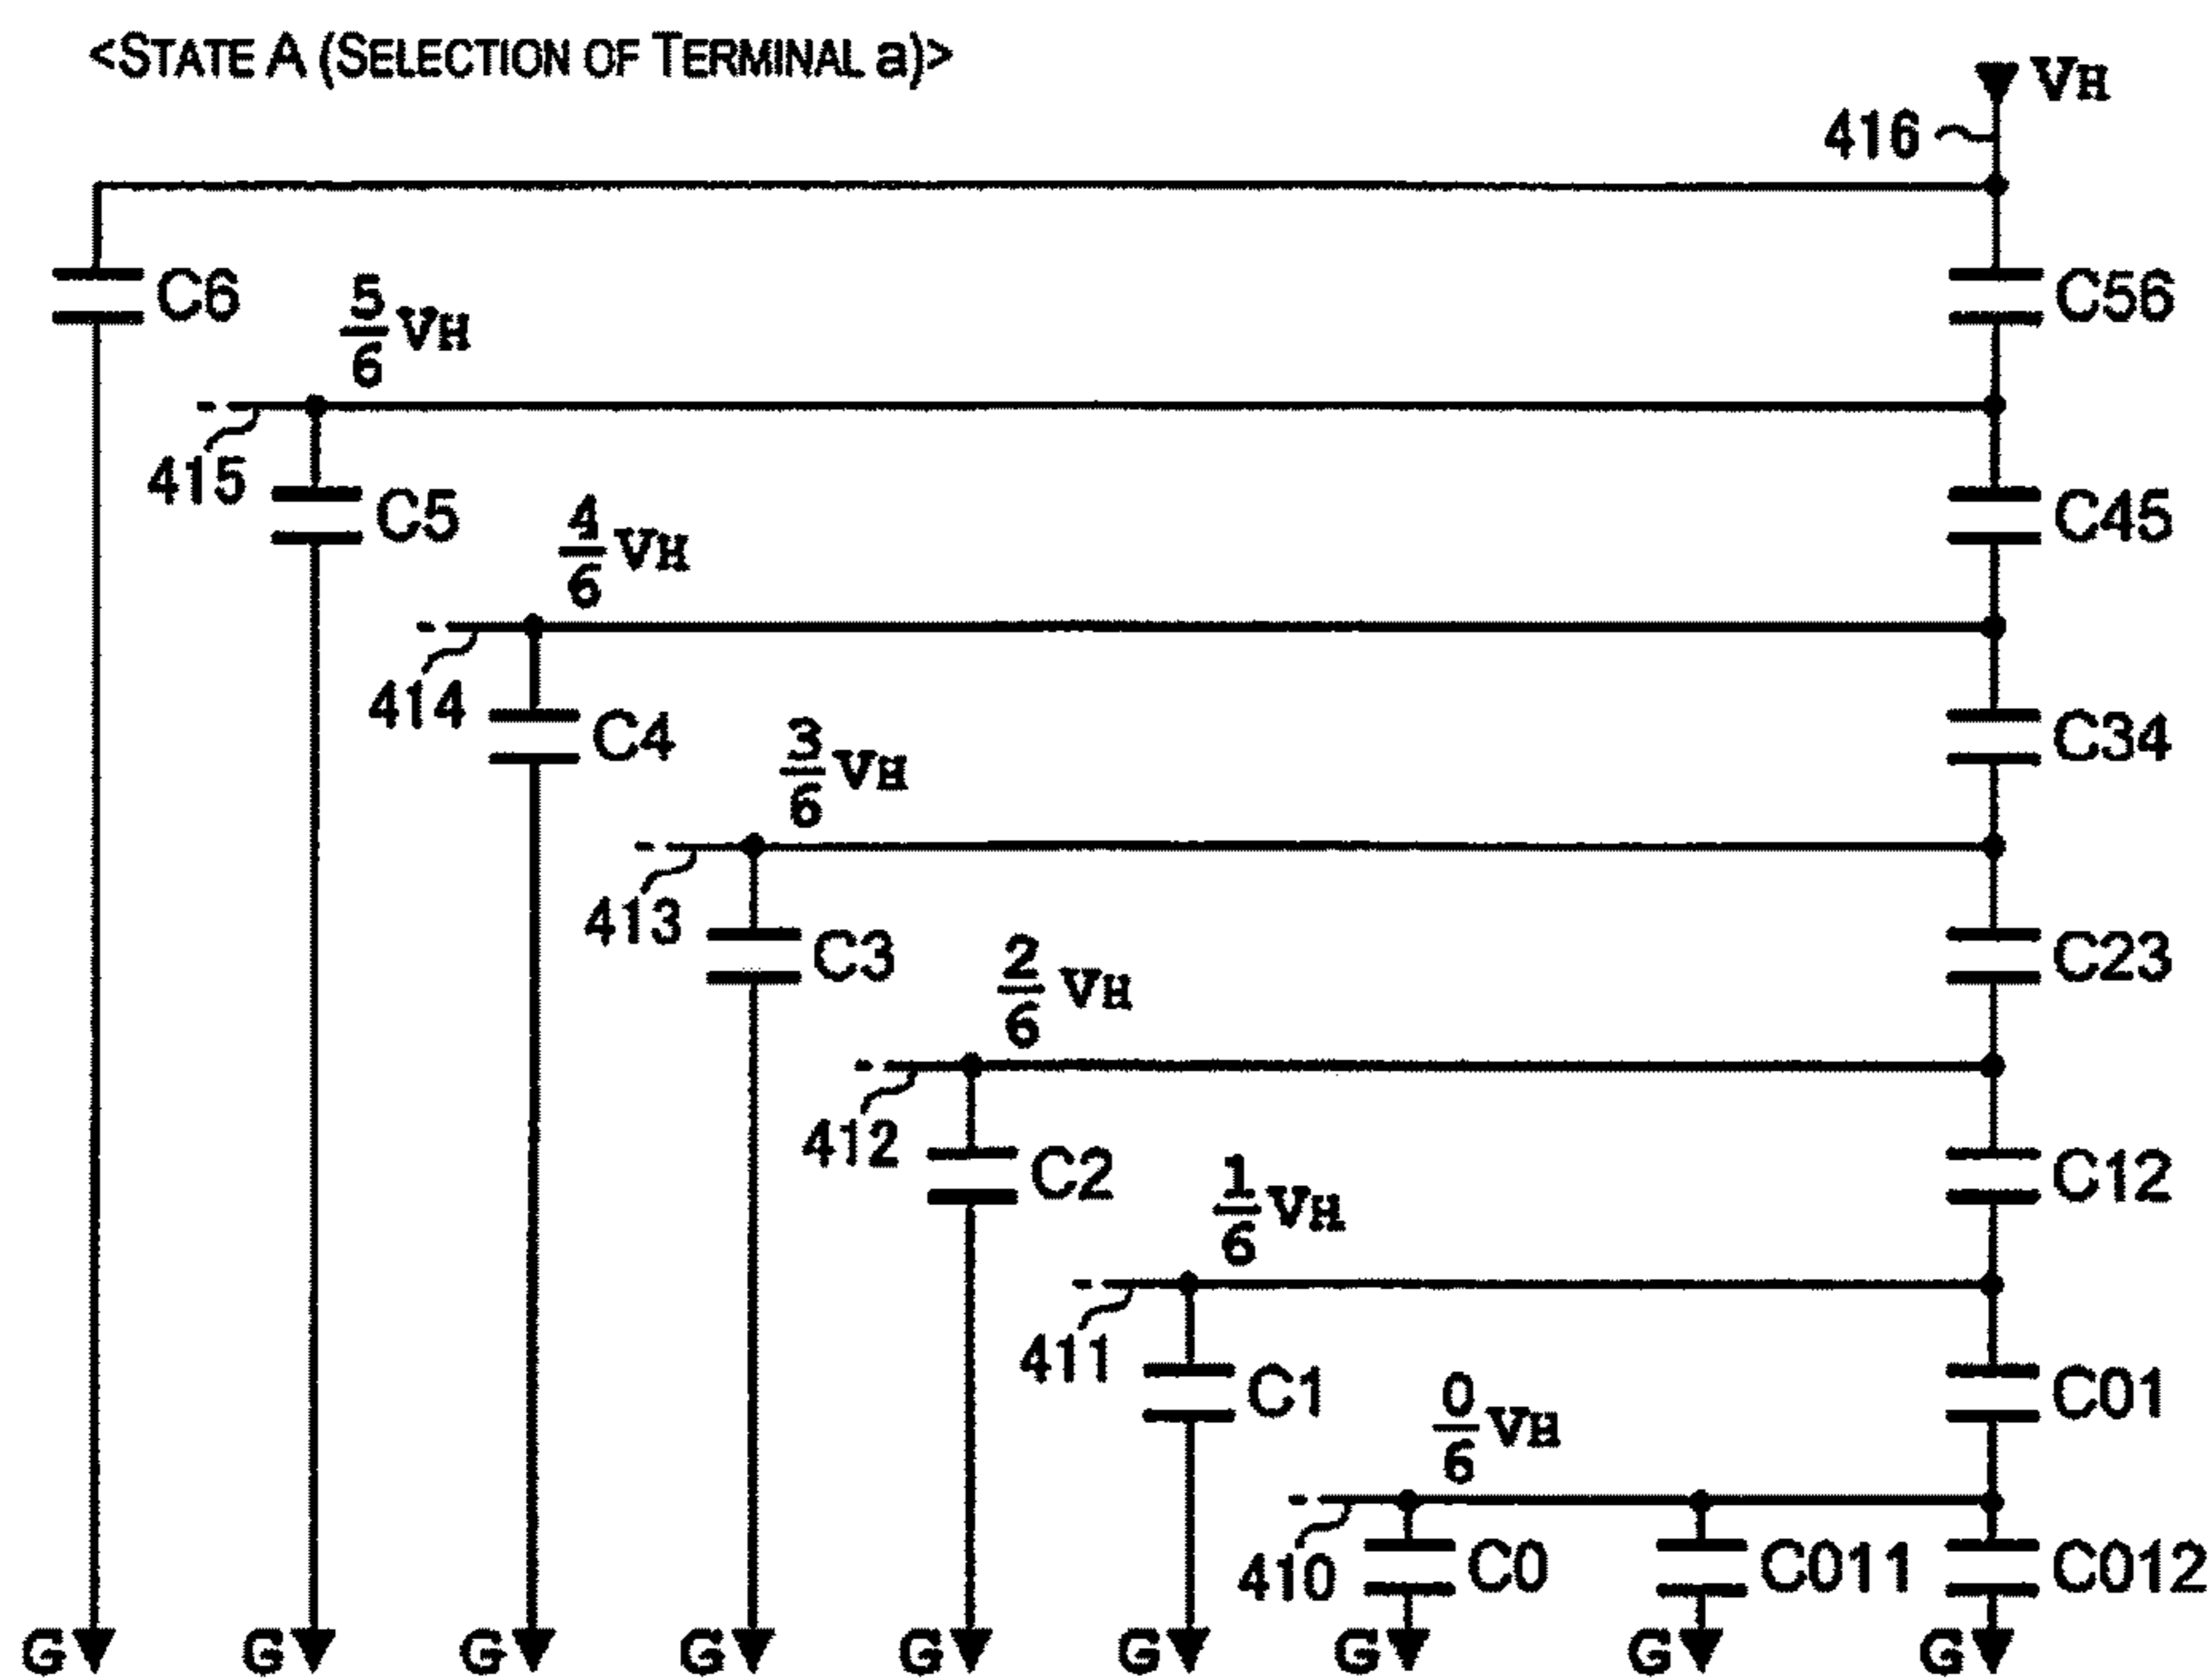 <STATE A (SELECTION OF TERMINAL a)>
VH
416
C6
5/6 VH
C56
415
C5
4/6 VH
C45
414
C4
3/6 VH
C34
413
C3
2/6 VH
C23
412
C2
1/6 VH
C12
411
C1
0/6 VH
C01
410
C0
C011
C012
G
G
G
G
G
G
G
G
G